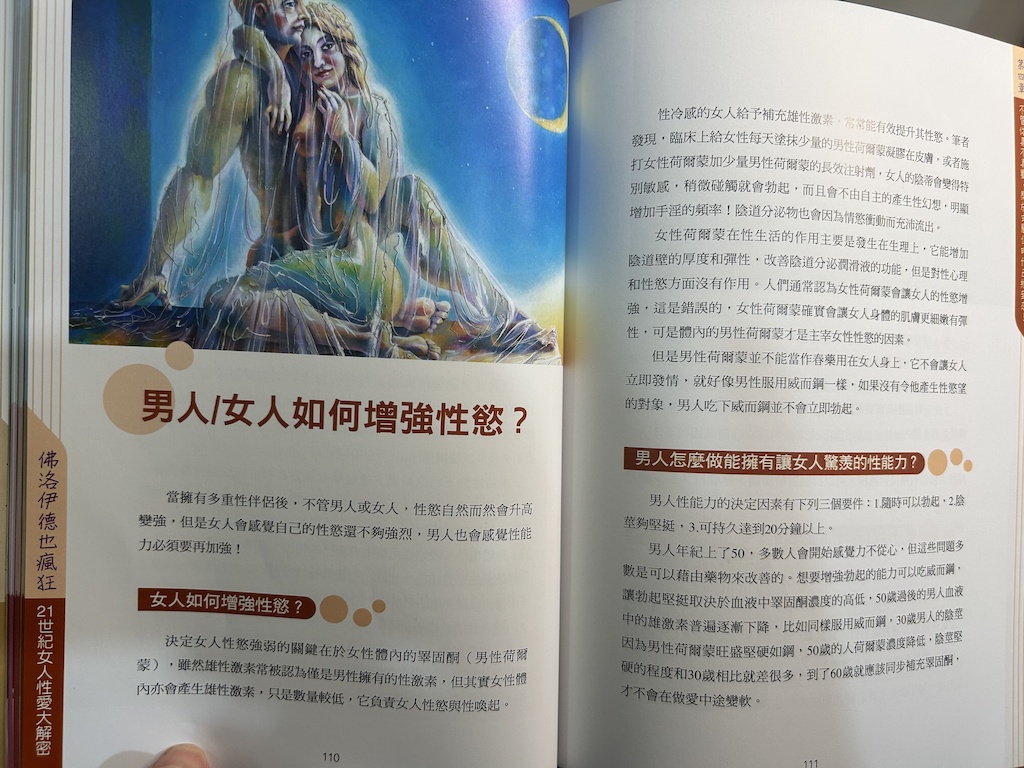 男人/女人如何增強性慾？
當擁有多重性伴侶後，不管男人或女人，性慾自然而然會升高
變強，但是女人會感覺自己的性慾還不夠強烈，男人也會感覺性能
力必須要再加強！
女人如何增強性慾？
決定女人性慾強弱的關鍵在於女性體內的睪固酮（男性荷爾
蒙），雖然雄性激素常被認為僅是男性擁有的性激素，但其實女性體
內亦會產生雄性激素，只是數量較低，它負責女人性慾與性喚起。
佛洛伊德也瘋狂
21世紀女人性愛大解密
110
性冷感的女人給予補充雄性激素，常常能有效提升其性慾。筆者
發現，臨床上給女性每天塗抹少量的男性荷爾蒙凝膠在皮膚，或者施
打女性荷爾蒙加少量男性荷爾蒙的長效注射劑，女人的陰蒂會變得特
別敏感，稍微碰觸就會勃起，而且會不由自主的產生性幻想，明顯
增加手淫的頻率！陰道分泌物也會因為情慾衝動而充沛流出。
女性荷爾蒙在性生活的作用主要是發生在生理上，它能增加
陰道壁的厚度和彈性，改善陰道分泌潤滑液的功能，但是對性心理
和性慾方面沒有作用。人們通常認為女性荷爾蒙會讓女人的性慾增
強，這是錯誤的，女性荷爾蒙確實會讓女人身體的肌膚更細嫩有彈
性，可是體內的男性荷爾蒙才是主宰女性性慾的因素。
但是男性荷爾蒙並不能當作春藥用在女人身上，它不會讓女人
立即發情，就好像男性服用威而鋼一樣，如果沒有令他產生性慾望
的對象，男人吃下威而鋼並不會立即勃起。
男人怎麼做能擁有讓女人驚羨的性能力？
男人性能力的決定因素有下列三個要件：1.隨時可以勃起，2.陰
莖夠堅挺，3.可持久達到20分鐘以上。
男人年紀上了50，多數人會開始感覺力不從心，但這些問題多
數是可以藉由藥物來改善的。想要增強勃起的能力可以吃威而鋼，
讓勃起堅挺取決於血液中睪固酮濃度的高低，50歲過後的男人血液
中的雄激素普遍逐漸下降，比如同樣服用威而鋼，30歲男人的陰莖
因為男性荷爾蒙旺盛堅硬如鋼，50歲的人荷爾蒙濃度降低，陰莖堅
硬的程度和30歲相比就差很多，到了60歲就應該同步補充睪固酮，
才不會在做愛中途變軟。
第四章
111